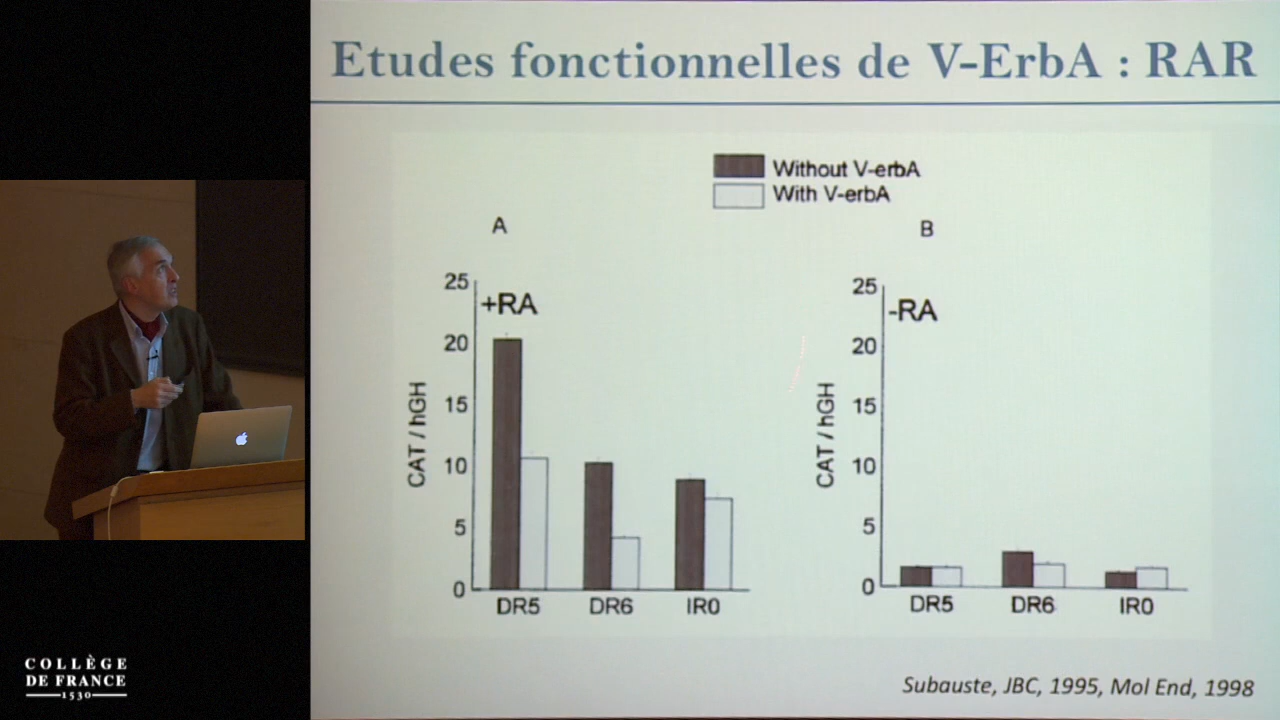 Etudes fonctionnelles de V-ErbA : RAR
Without V-erbA
With V-erbA
A
25
+RA
20
15
10
5
0
CAT / hGH
DR5 DR6 IR0
B
25
-RA
20
15
10
5
0
CAT / hGH
DR5 DR6 IR0
Subauste, JBC, 1995, Mol End, 1998
COLLÈGE
DE FRANCE
1530